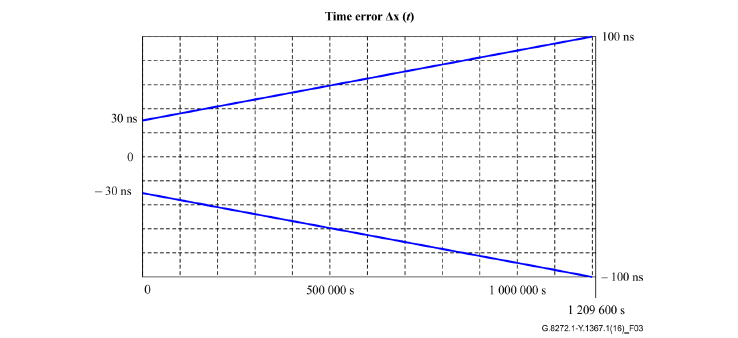 Time error Δx (t)
100 ns
30 ns
0
– 30 ns
– 100 ns
0
500 000 s
1 000 000 s
1 209 600 s
G.8272.1-Y.1367.1(16)_F03